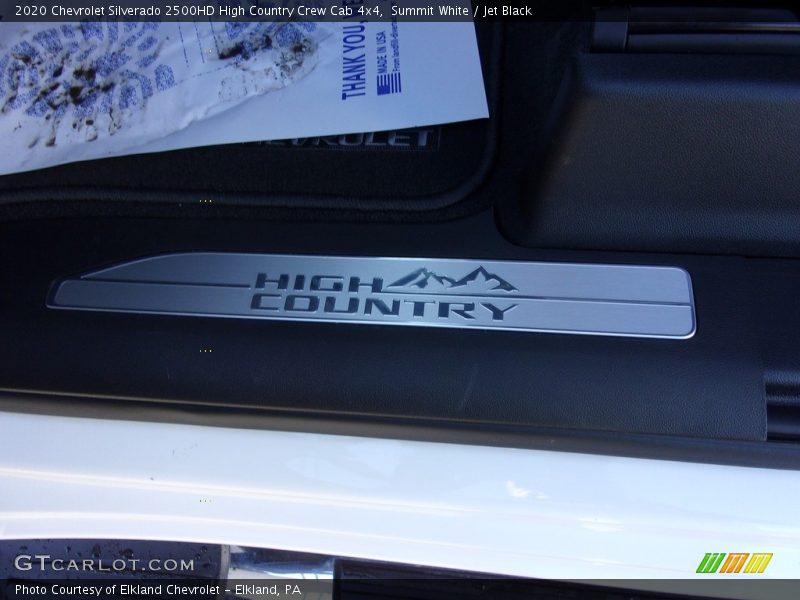 2020 Chevrolet Silverado 2500HD High Country Crew Cab 4x4, Summit White / Jet Black
THANK YOU,
MADE IN USA
CHEVROLET
HIGH
COUNTRY
GTCARLOT.COM
Photo Courtesy of Elkland Chevrolet - Elkland, PA